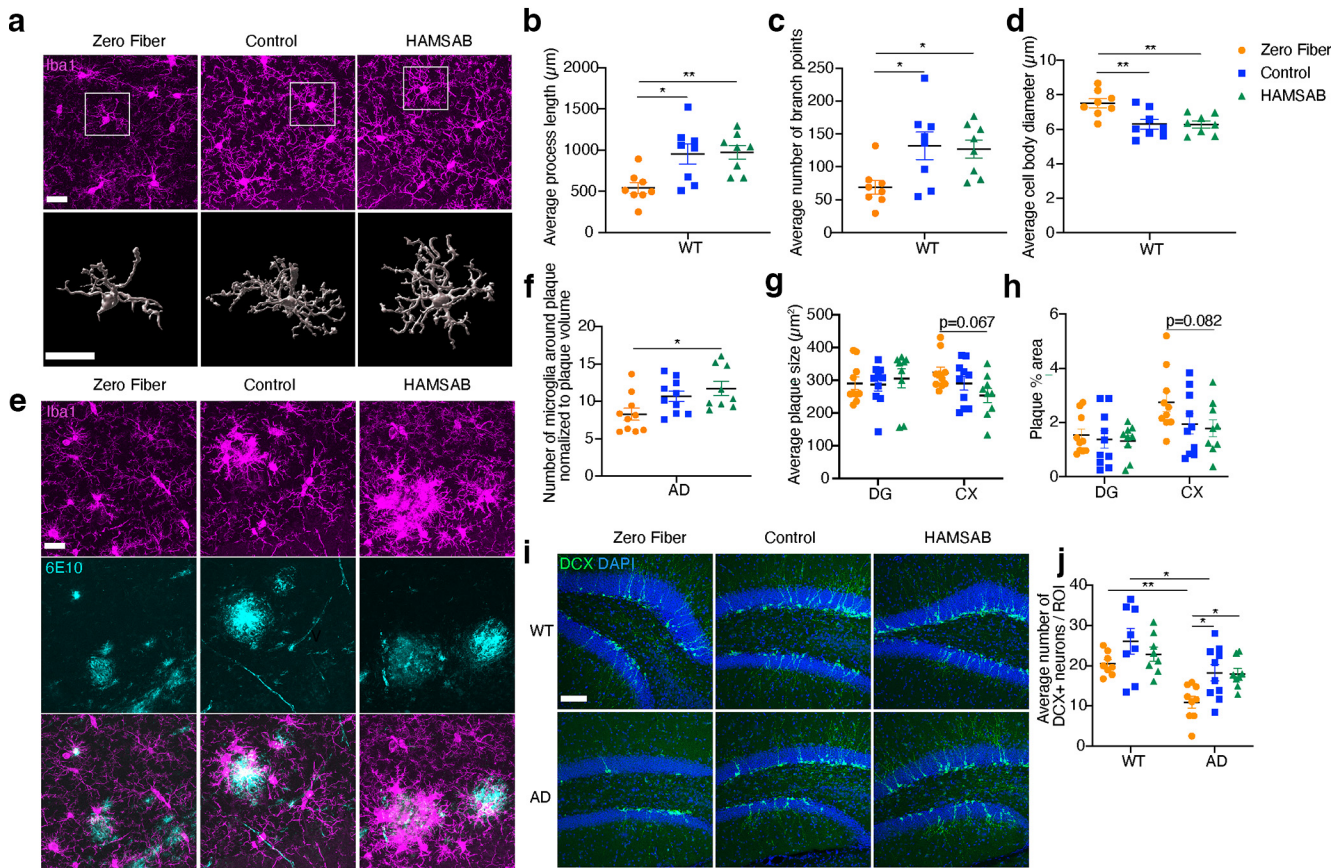 a
Zero Fiber
Control
HAMSAB
Iba1
b
Average process length (µm)
2000
1500
1000
500
0
*
**
WT
c
Average number of branch points
250
200
150
100
50
0
*
*
WT
d
Average cell body diameter (µm)
10
8
6
4
2
0
**
**
WT
Zero Fiber
Control
HAMSAB
e
Zero Fiber
Control
HAMSAB
Iba1
6E10
f
Number of microglia around plaque
nomalized to plaque volume
20
15
10
5
0
*
AD
g
Average plaque size (µm²)
500
400
300
200
100
0
p=0.067
DG
CX
h
Plaque % area
6
4
2
0
p=0.082
DG
CX
i
Zero Fiber
Control
HAMSAB
DCX DAPI
WT
AD
j
Average number of
DCX+ neurons / ROI
40
30
20
10
0
*
**
*
*
WT
AD